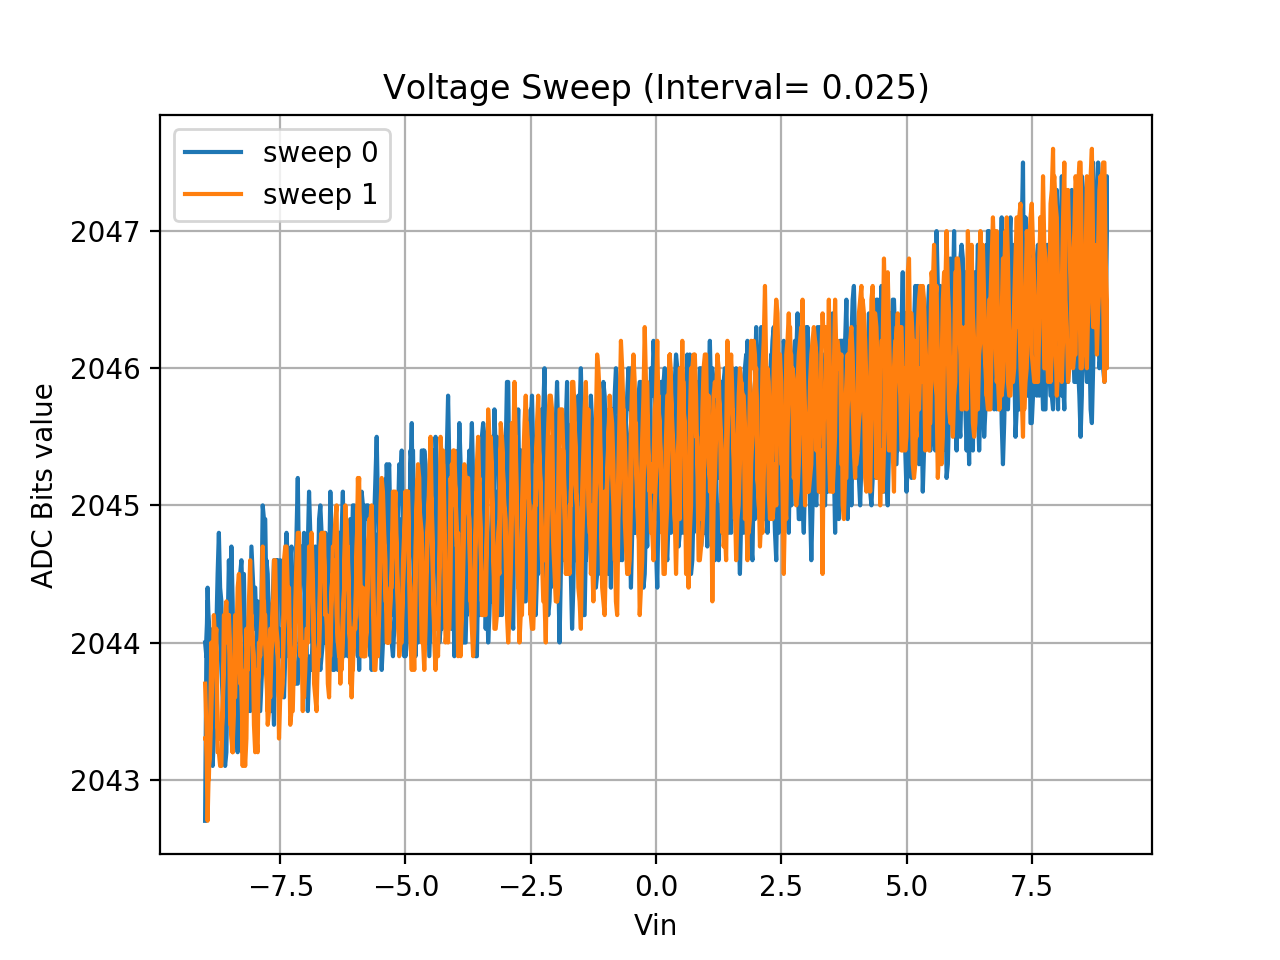 Voltage Sweep (Interval= 0.025)
sweep 0
sweep 1
2047
2046
2045
2044
2043
ADC Bits value
−7.5
−5.0
−2.5
0.0
2.5
5.0
7.5
Vin